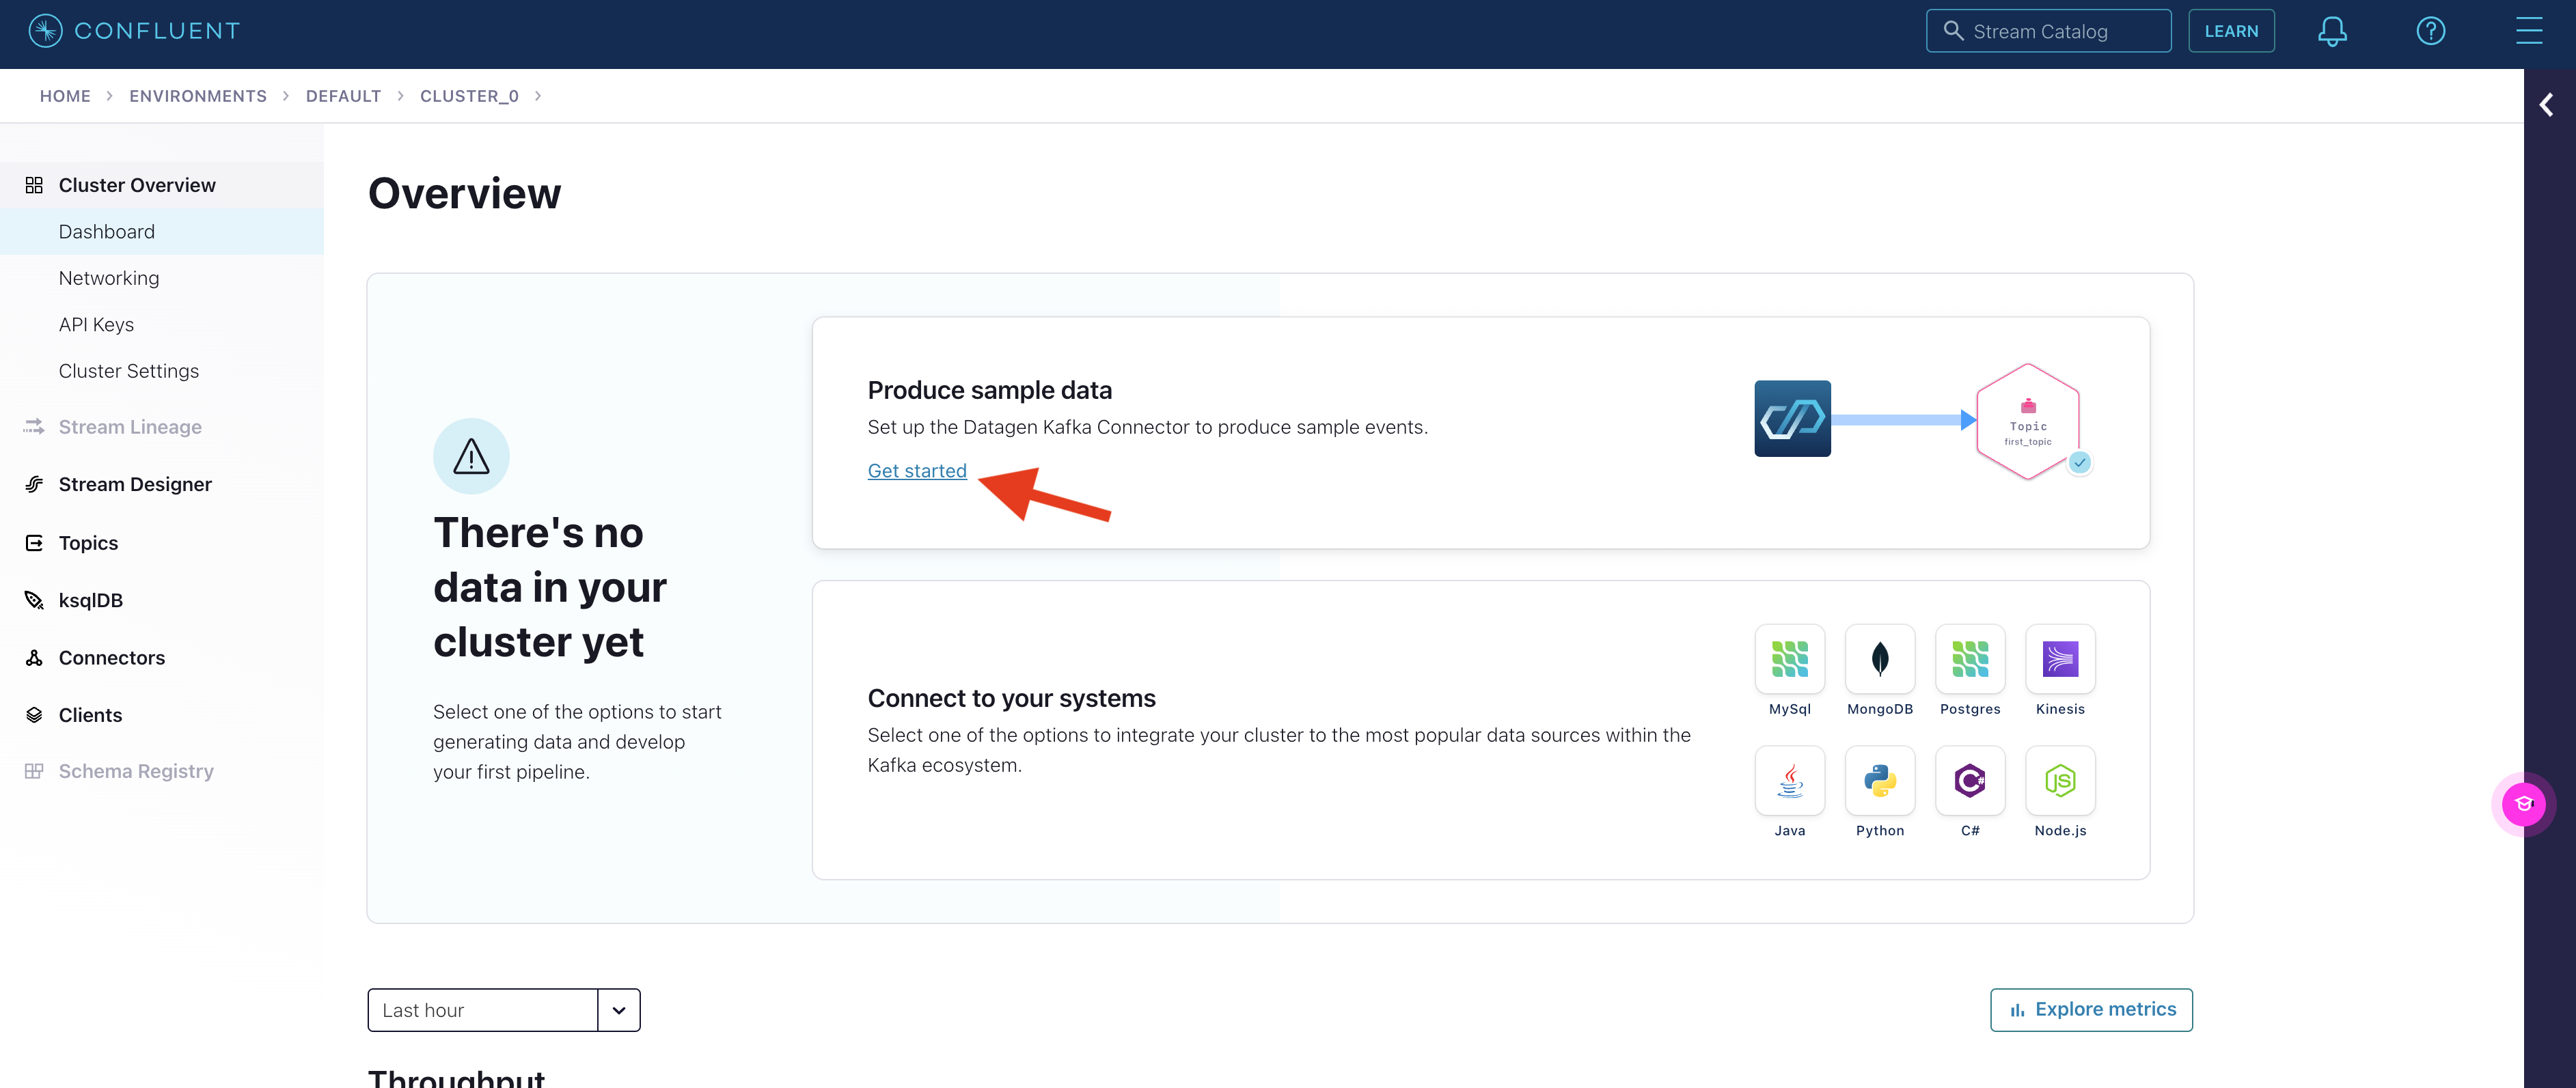 CONFLUENT
Stream Catalog
LEARN
HOME > ENVIRONMENTS > DEFAULT > CLUSTER_0 >
Cluster Overview
Dashboard
Networking
API Keys
Cluster Settings
Stream Lineage
Stream Designer
Topics
ksqlDB
Connectors
Clients
Schema Registry
Overview
There's no
data in your
cluster yet
Select one of the options to start
generating data and develop
your first pipeline.
Produce sample data
Set up the Datagen Kafka Connector to produce sample events.
Get started
Topic
first_topic
Connect to your systems
Select one of the options to integrate your cluster to the most popular data sources within the
Kafka ecosystem.
MySql
MongoDB
Postgres
Kinesis
Java
Python
C#
Node.js
Last hour
Explore metrics
Throughput